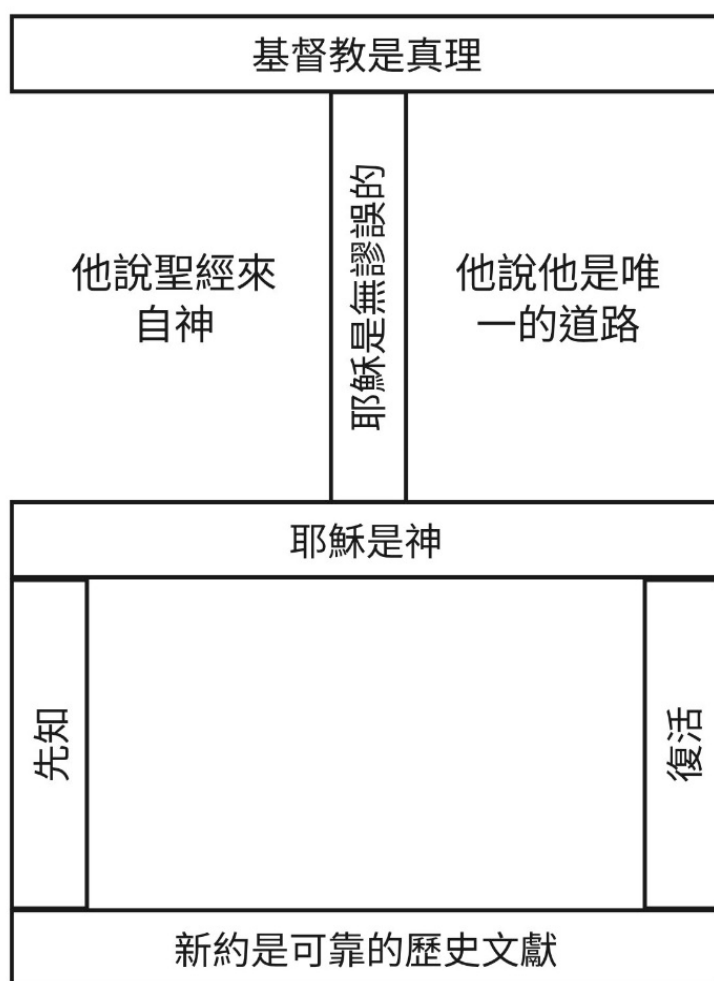 基督教是真理
他說聖經來
自神
耶穌是無謬誤的
他說他是唯
一的道路
耶穌是神
先知
復活
新約是可靠的歷史文獻